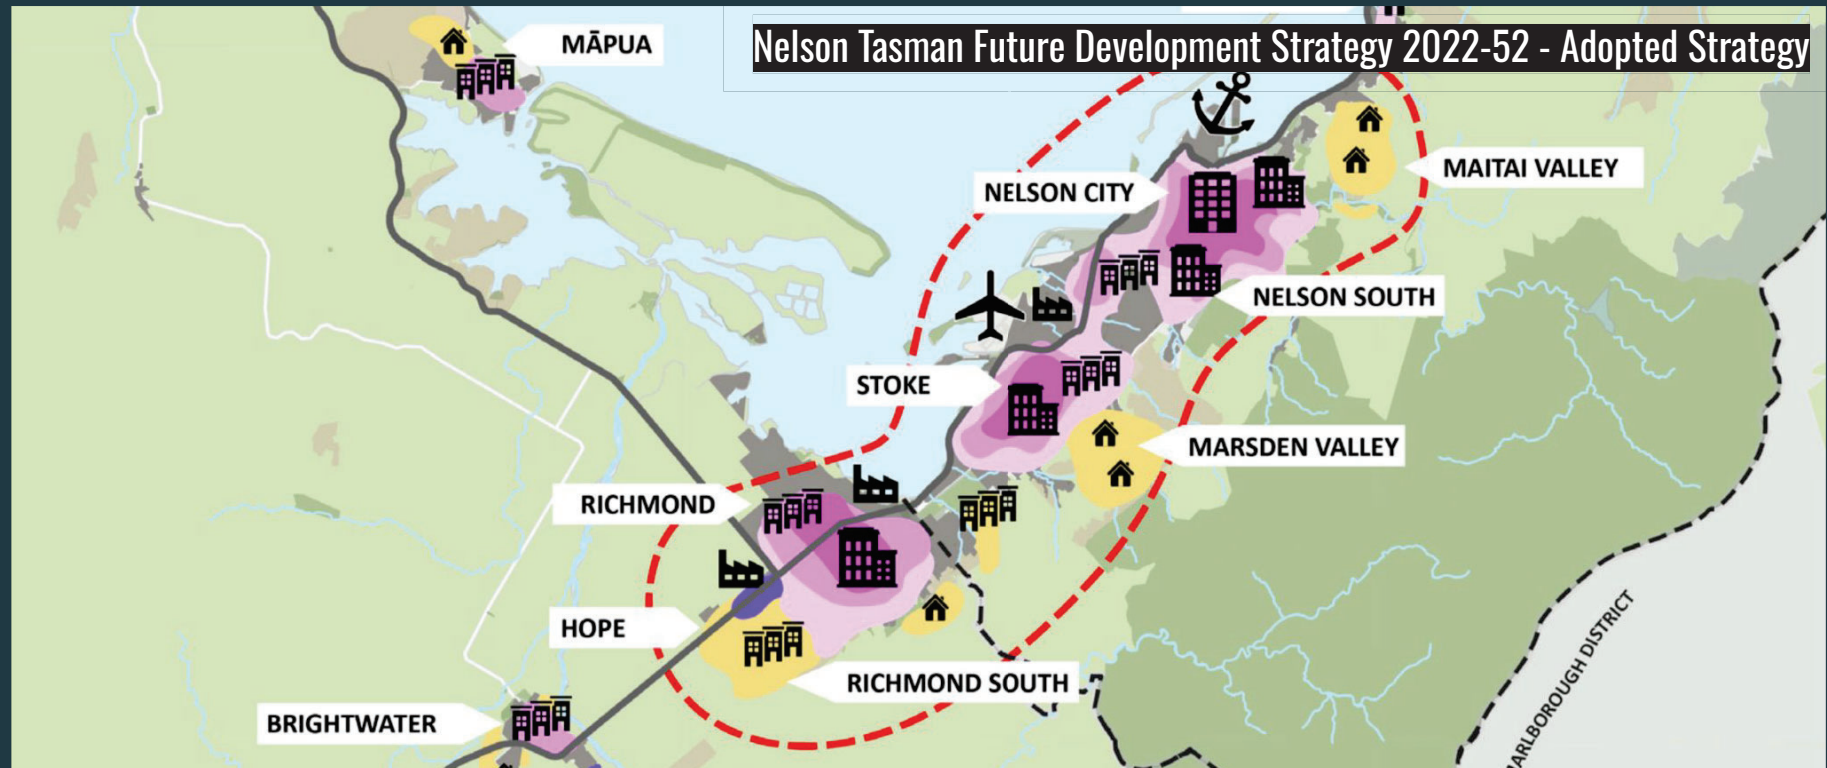 Nelson Tasman Future Development Strategy 2022-52 - Adopted Strategy
MĀPUA
NELSON CITY
MAITAI VALLEY
NELSON SOUTH
STOKE
MARSDEN VALLEY
RICHMOND
HOPE
RICHMOND SOUTH
BRIGHTWATER
ARLBOROUGH DISTRICT